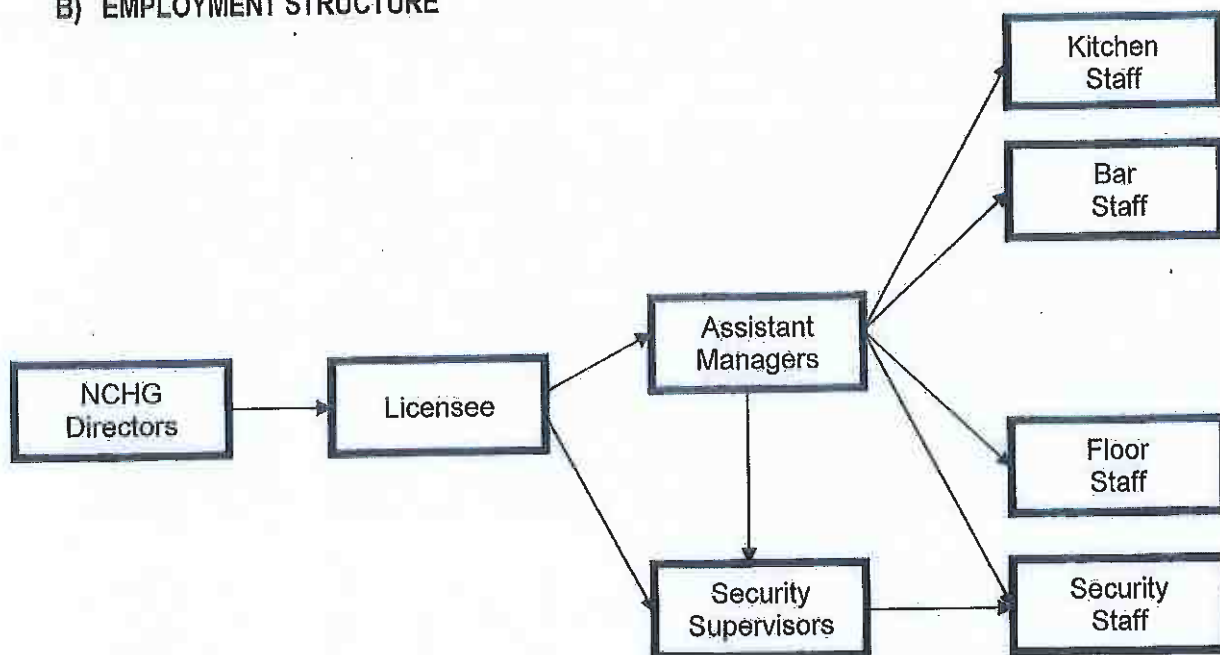 B) EMPLOYMENT STRUCTURE
Kitchen
Staff
Bar
Staff
Assistant
Managers
NCHG
Directors
Licensee
Floor
Staff
Security
Supervisors
Security
Staff